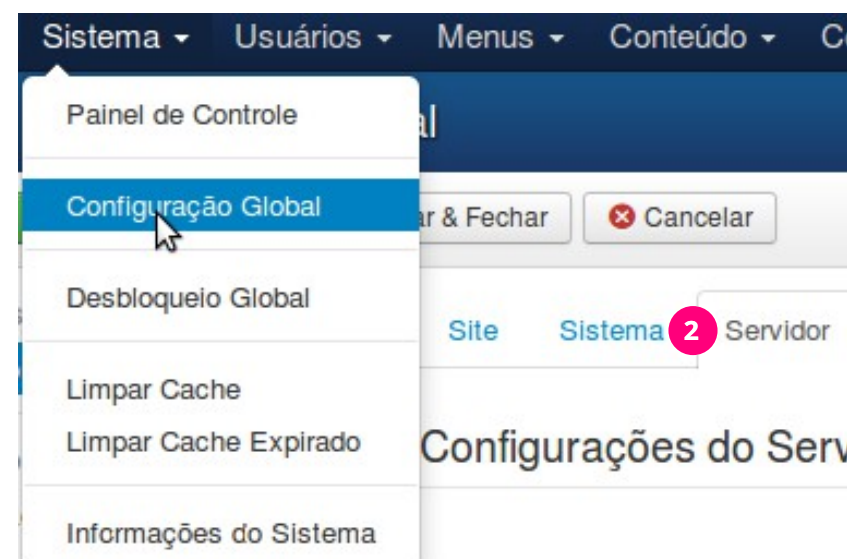 Sistema Usuários Menus Conteúdo
Painel de Controle
Configuração Global
ar & Fechar Cancelar
Desbloqueio Global
Site Sistema 2 Servidor
Limpar Cache
Limpar Cache Expirado
Configurações do Serv
Informações do Sistema